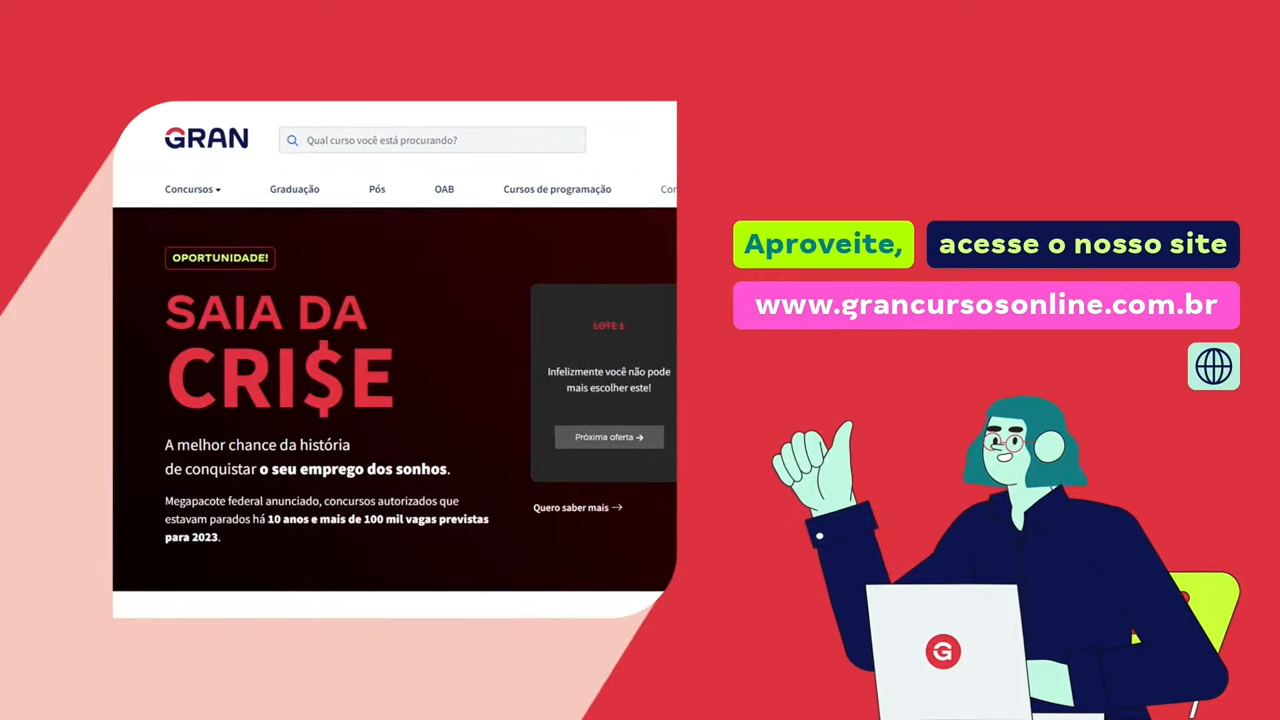 GRAN
Qual curso você está procurando?
Concursos
Graduação
Pós
OAB
Cursos de programação
OPORTUNIDADE!
SAIA DA
CRI$E
A melhor chance da história
de conquistar o seu emprego dos sonhos.
Megapacote federal anunciado, concursos autorizados que
estavam parados há 10 anos e mais de 100 mil vagas previstas
para 2023.
LOTE 1
Infelizmente você não pode
mais escolher este!
Próxima oferta →
Quero saber mais →
Aproveite, acesse o nosso site
www.grancursosonline.com.br
G